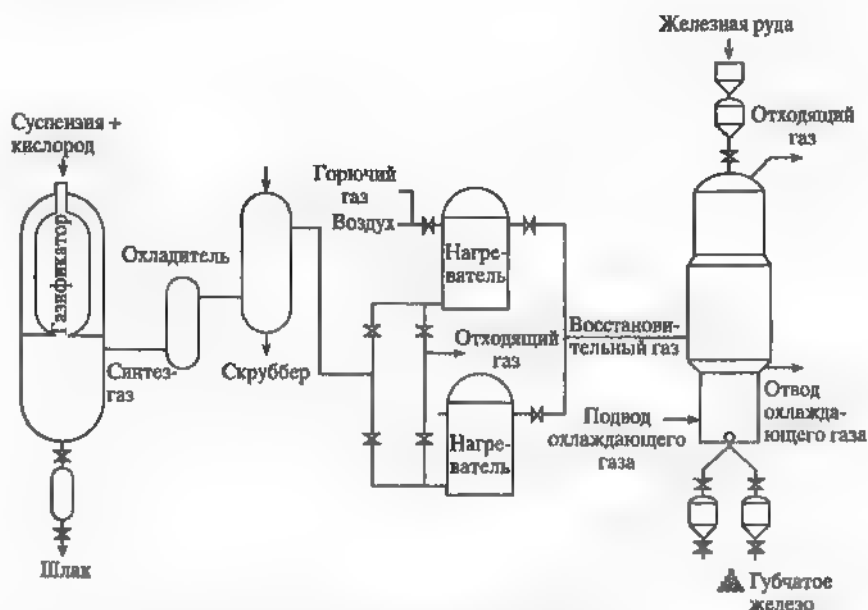 Железная руда
Суспензия +
кислород
Отходящий
газ
Горючий
газ
Воздух
Газификатор
Охладитель
Нагре-
ватель
Синтез-
газ
Скруббер
Отходящий
газ
Восстанови-
тельный газ
Нагре-
ватель
Подвод
охлаждающего
газа
Отвод
охлажда-
ющего газа
Шлак
Губчатое
железо